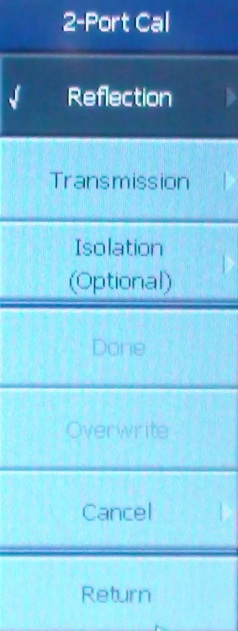 2-Port Cal
√ Reflection
Transmission
Isolation
(Optional)
Done
Overwrite
Cancel
Return